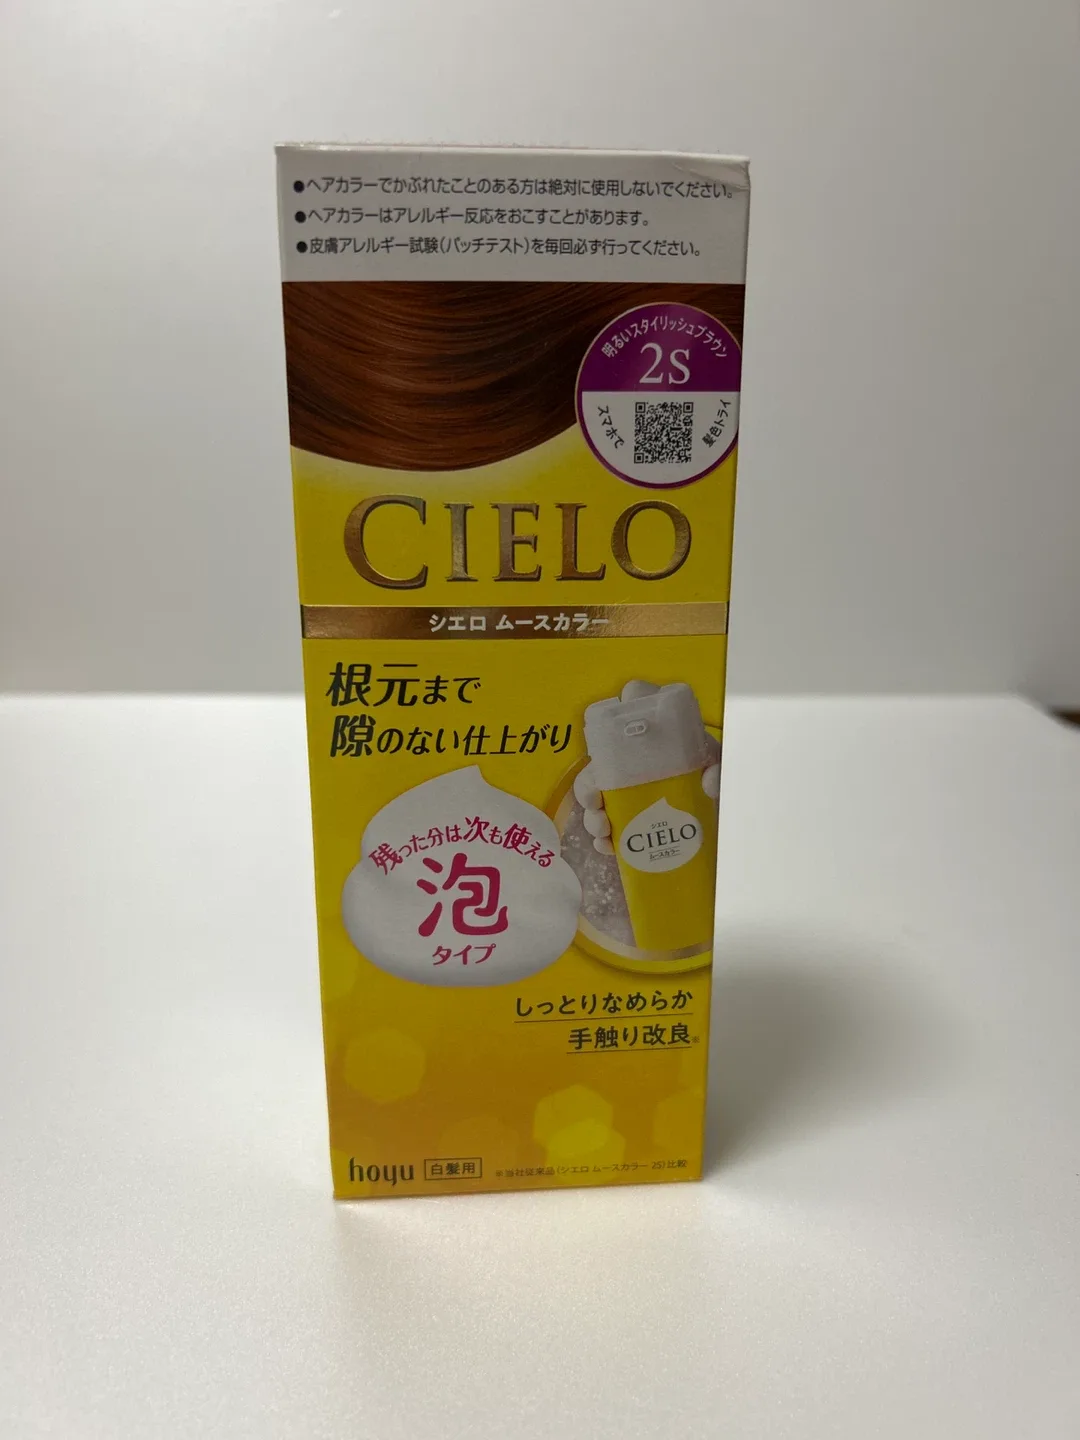 ●ヘアカラーでかぶれたことのある方は絶対に使用しないでください。
●ヘアカラーはアレルギー反応をおこすことがあります。
●皮膚アレルギー試験(パッチテスト)を毎回必ず行ってください。
明るいスタイリッシュブラウン
2S
スマホで
髪色トライ
CIELO
シエロ ムースカラー
根元まで
隙のない仕上がり
シエロ
CIELO
ムースカラー
残った分は次も使える
泡
タイプ
しっとりなめらか
手触り改良※
hoyu 白髪用 ※当社従来品(シエロ ムースカラー 2S)比較